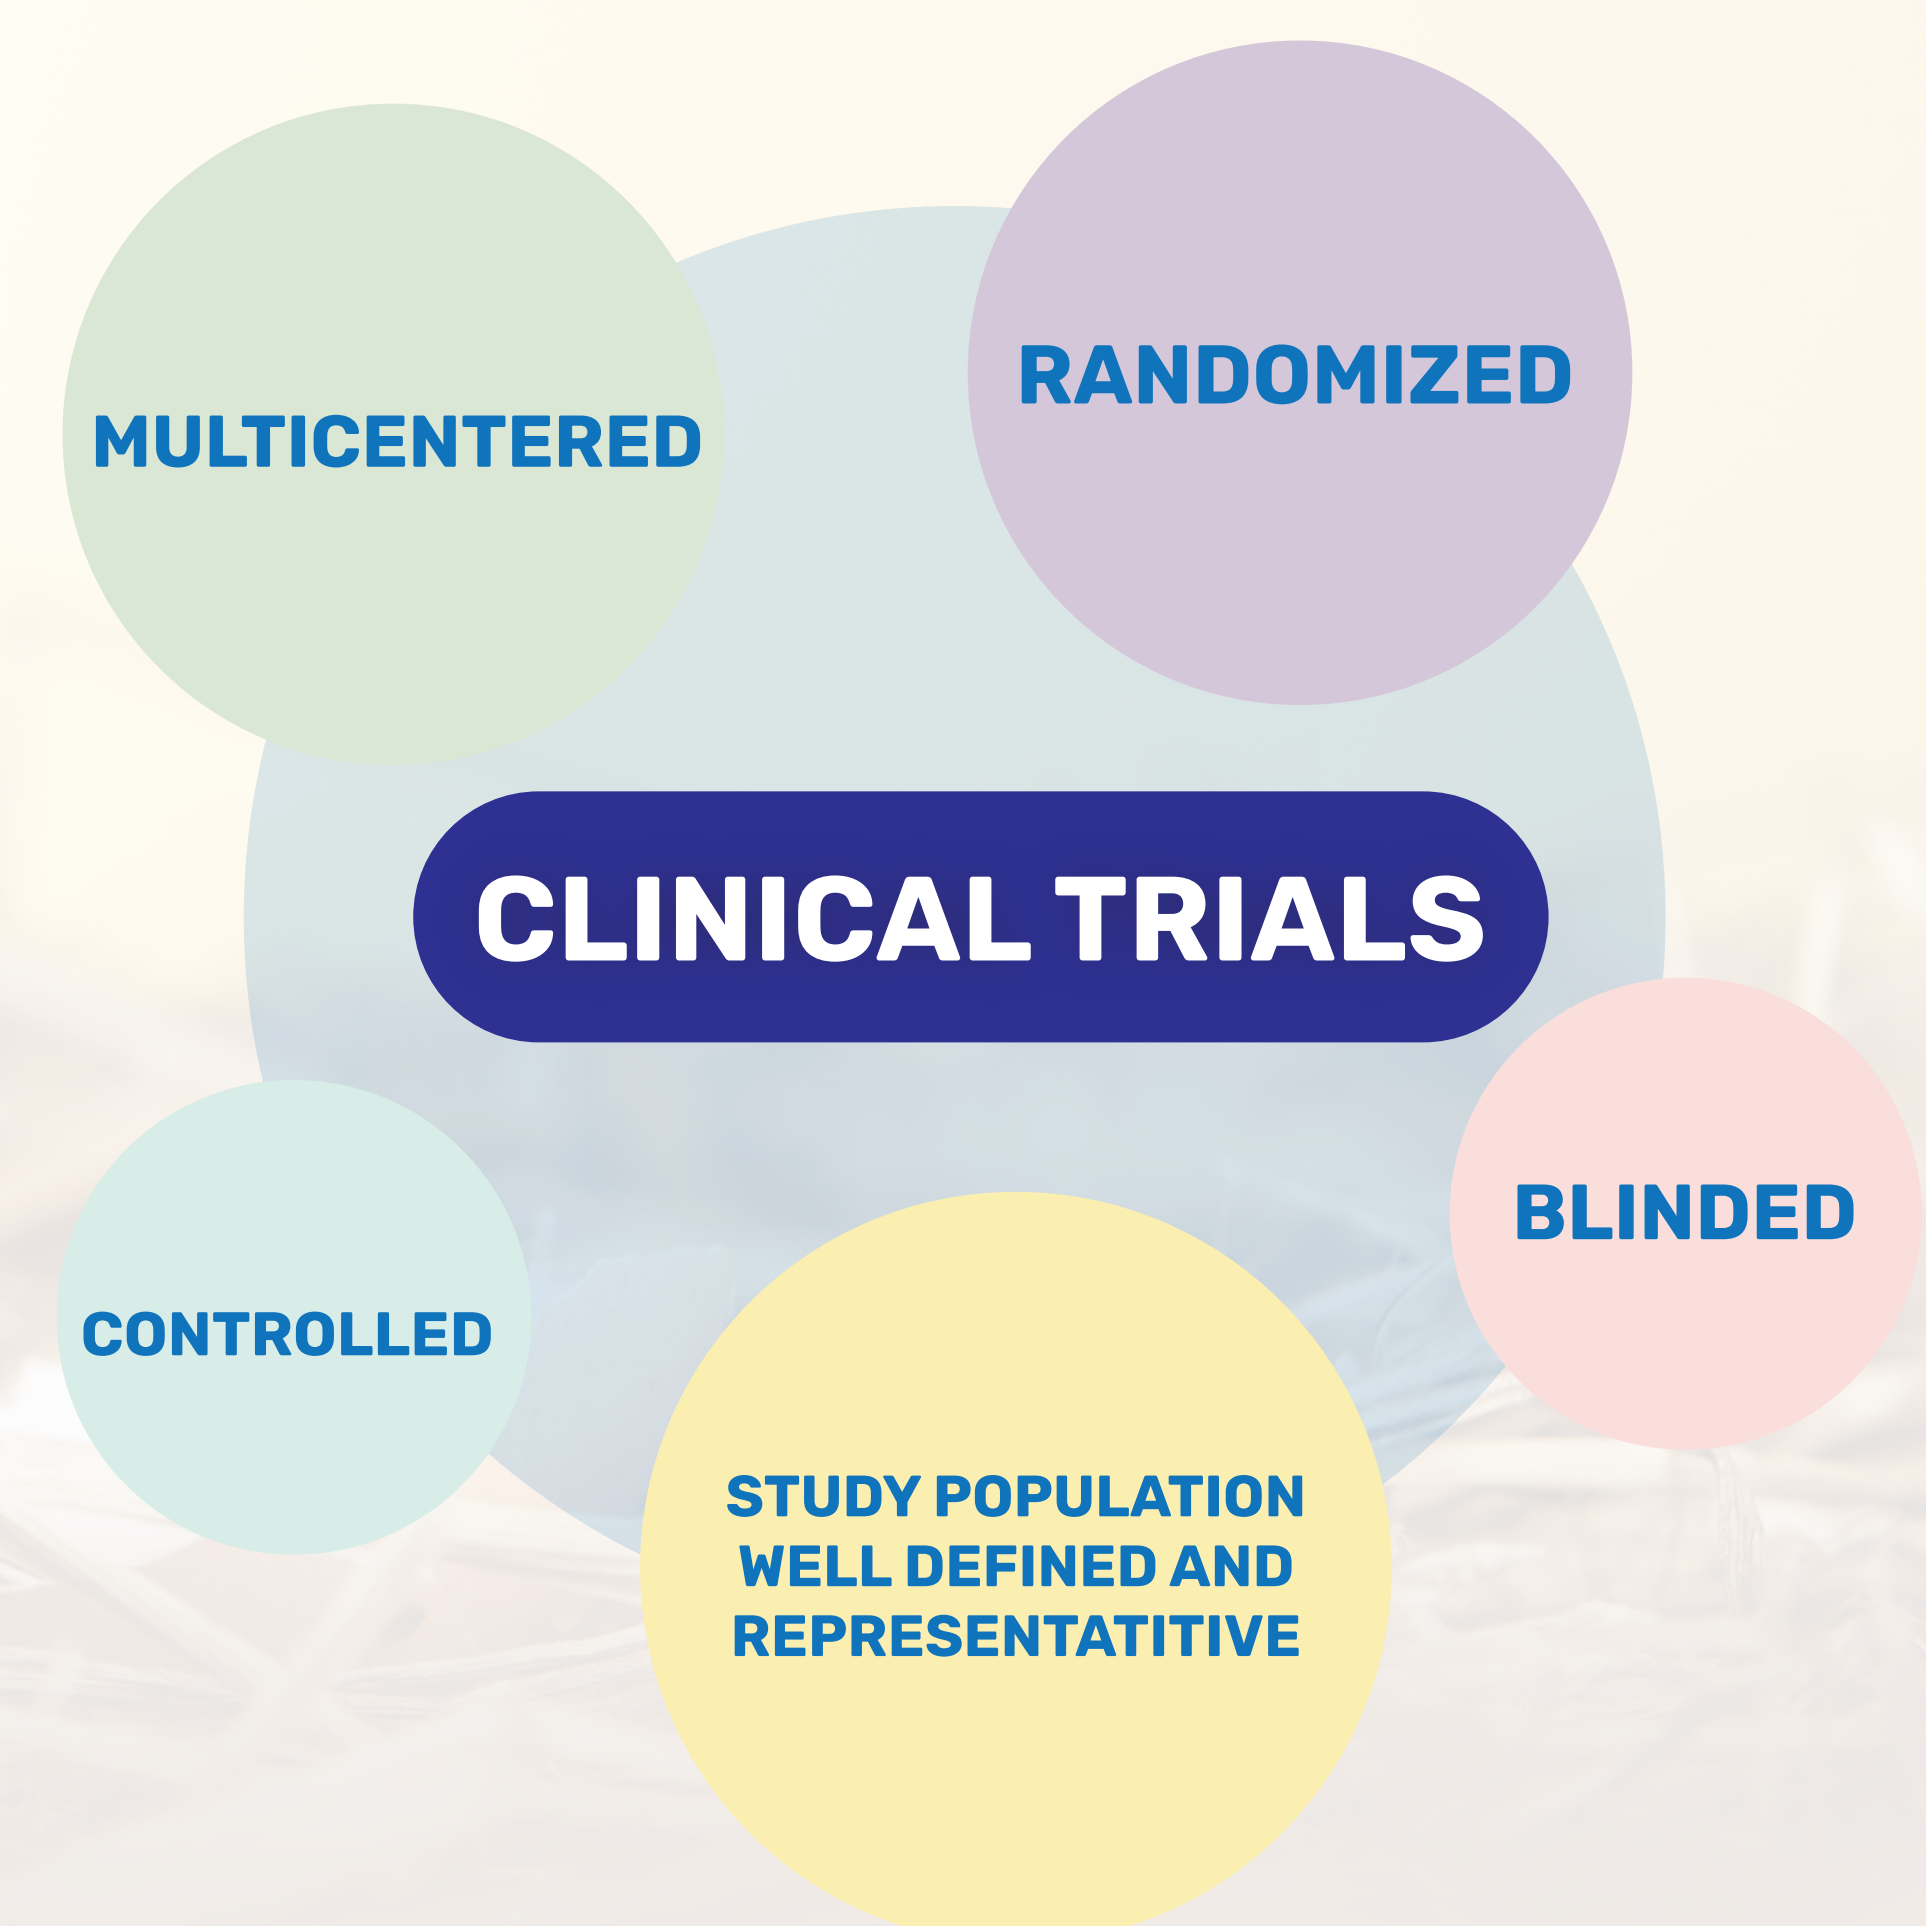 RANDOMIZED
MULTICENTERED
CLINICAL TRIALS
BLINDED
CONTROLLED
STUDY POPULATION
WELL DEFINED AND
REPRESENTATITIVE